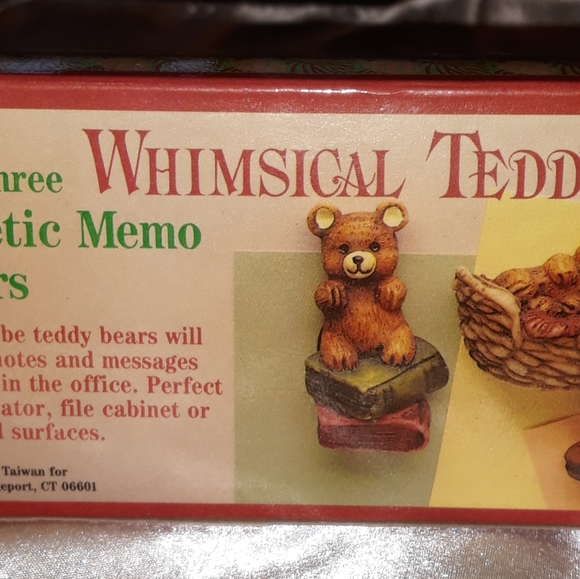 WHIMSICAL TEDD
hree
etic Memo
rs
be teddy bears will
notes and messages
in the office. Perfect
ator, file cabinet or
l surfaces.
Taiwan for
geport, CT 06601